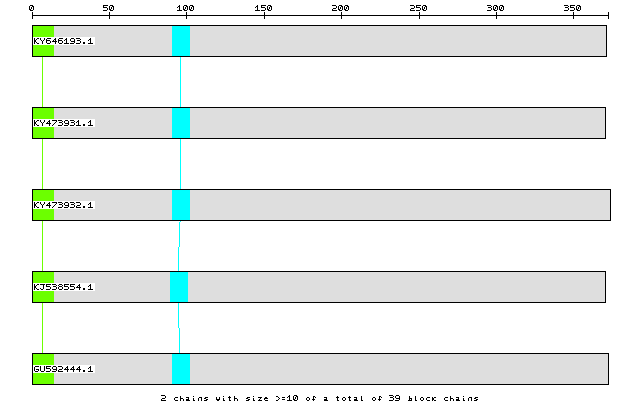 0 50 100 150 200 250 300 350
KY646193.1
KY473931.1
KY473932.1
KJ538554.1
GU592444.1
2 chains with size >=10 of a total of 39 block chains